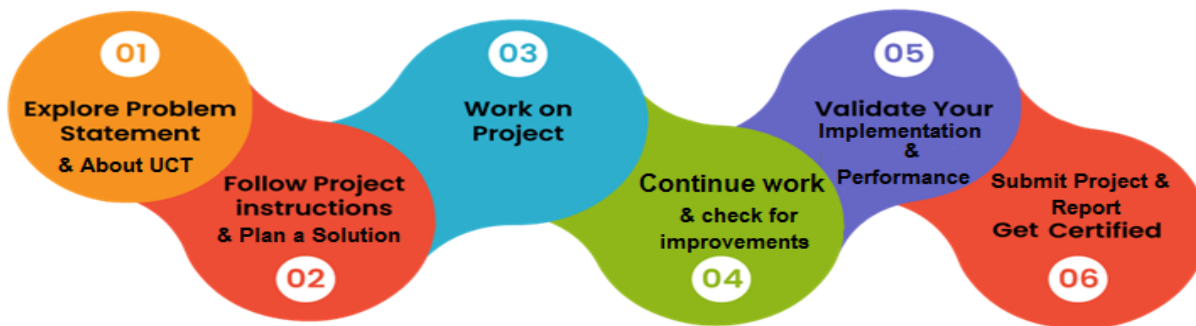 01
Explore Problem
Statement
& About UCT
Follow Project
instructions
& Plan a Solution
02
03
Work on
Project
Continue work
& check for
improvements
04
05
Validate Your
Implementation
&
Performance
Submit Project &
Report
Get Certified
06